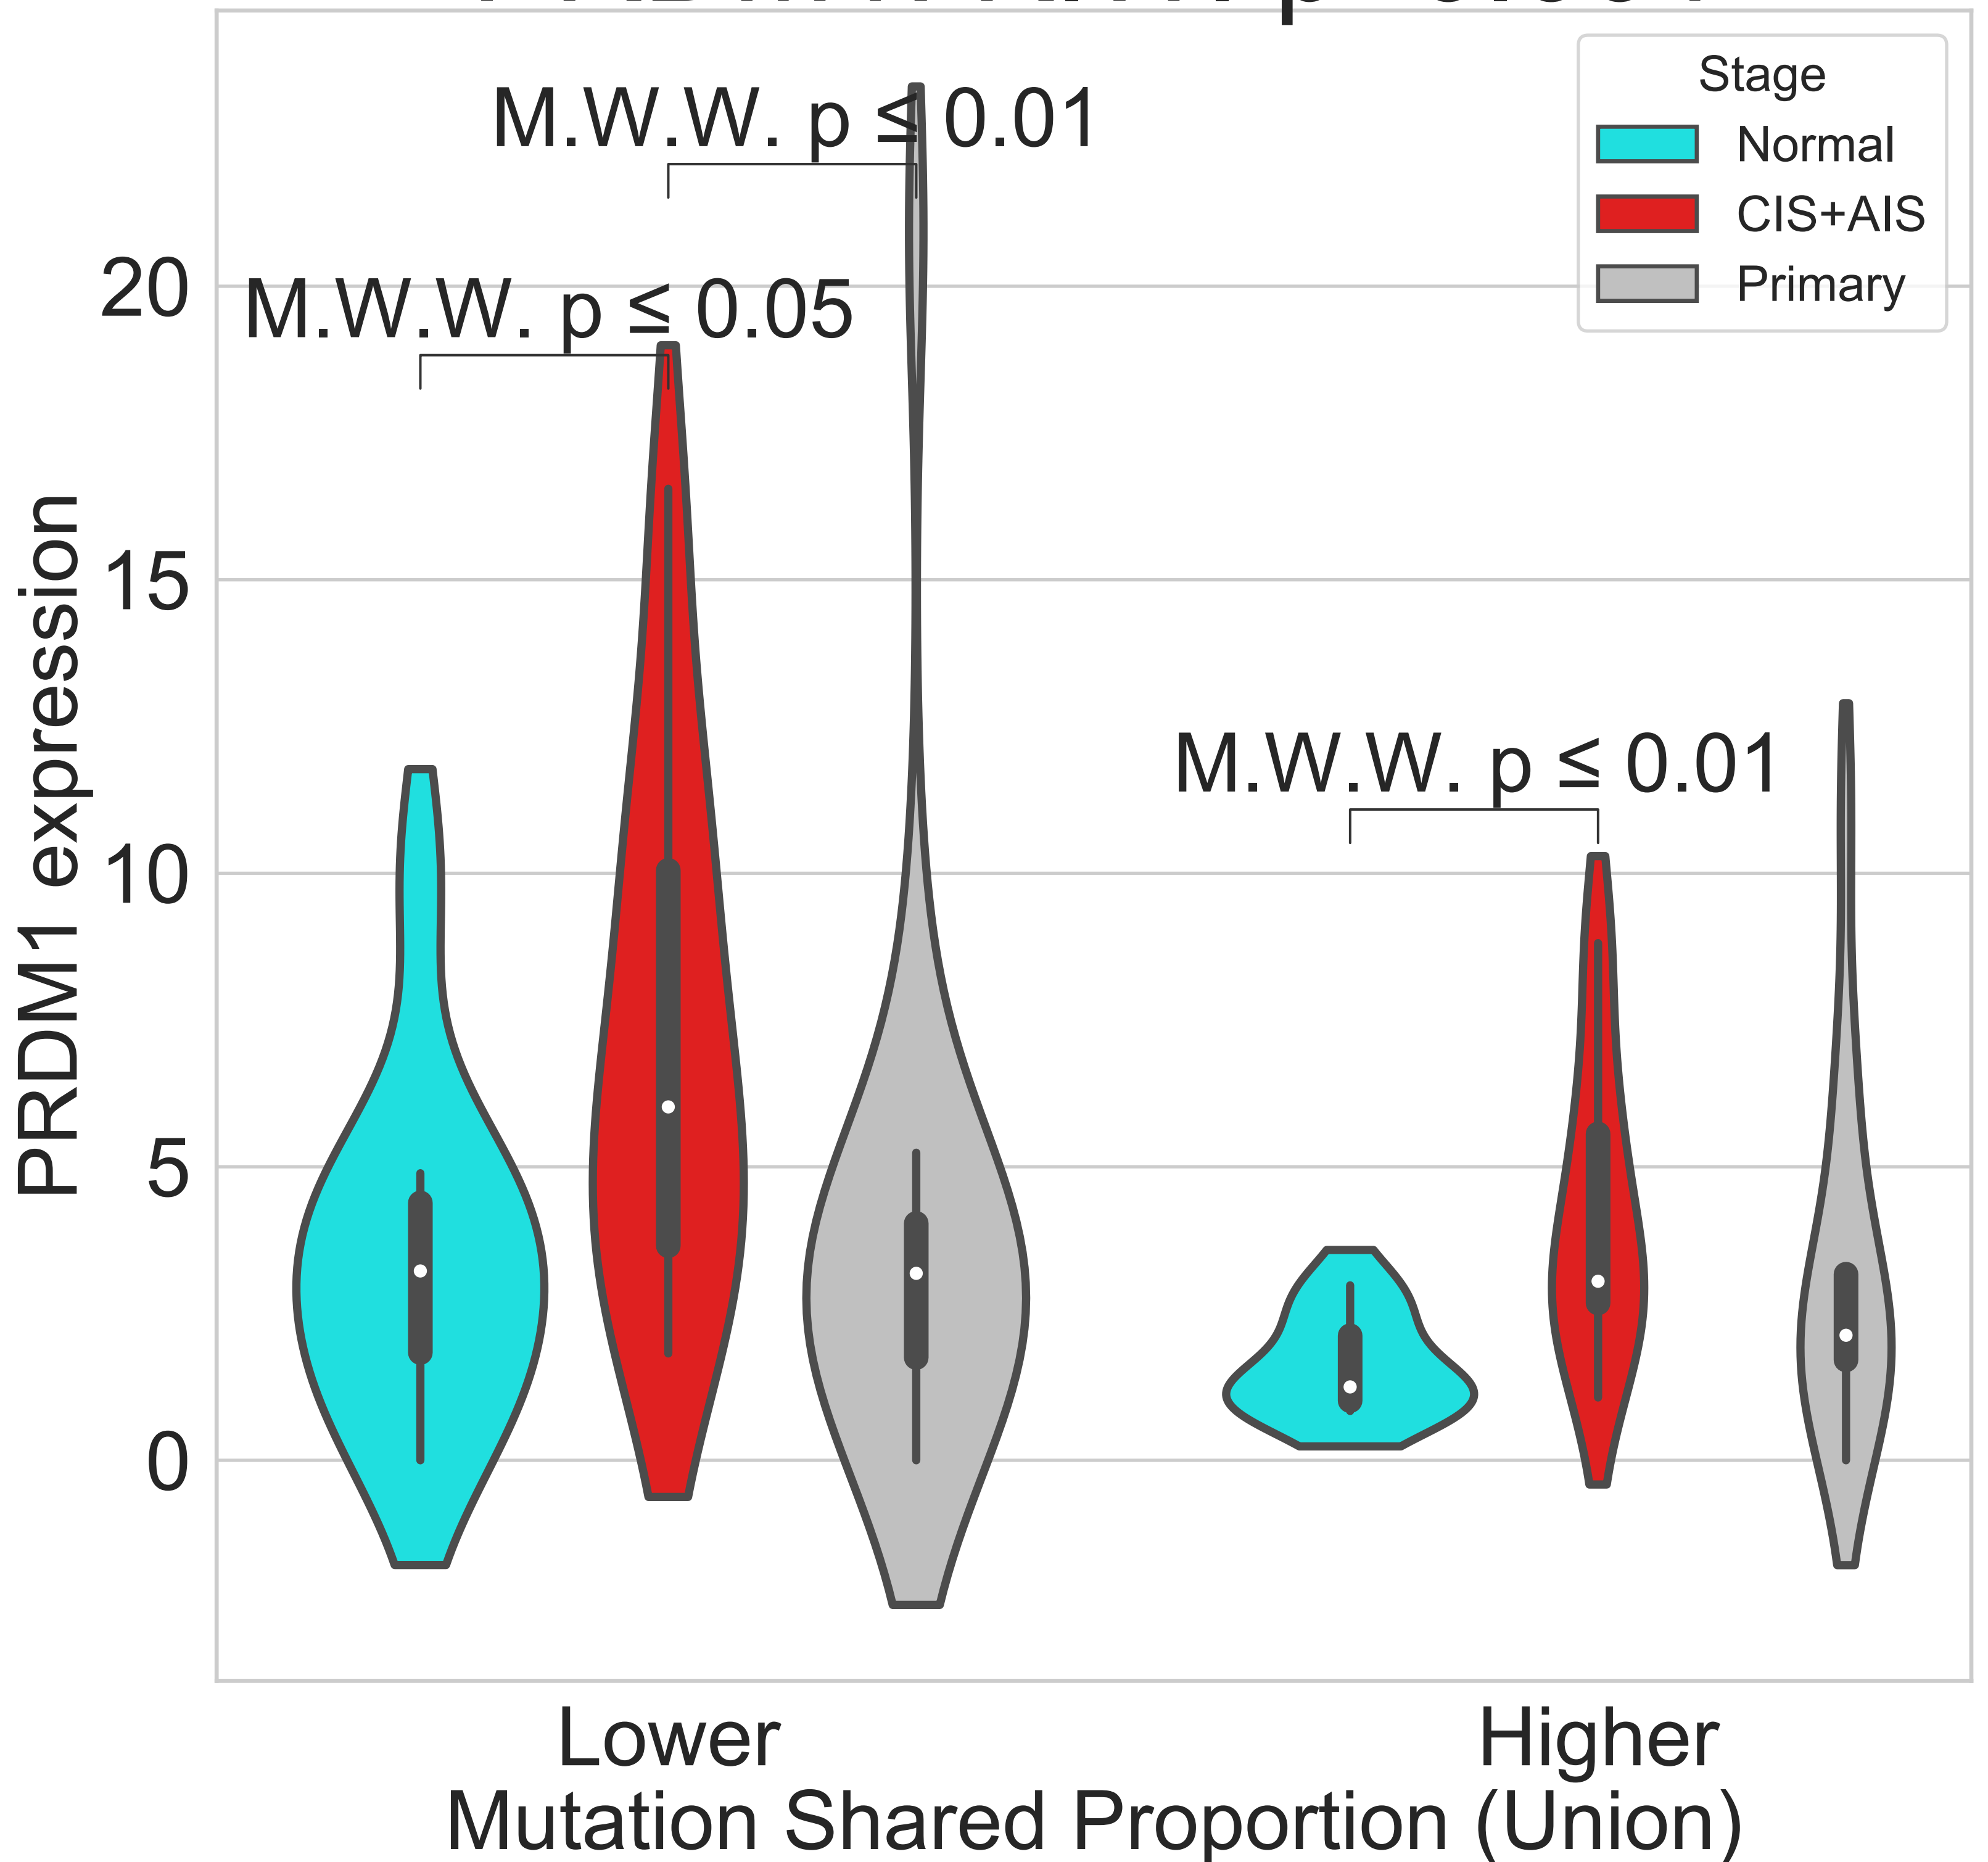 Stage
Normal
CIS+AIS
Primary
M.W.W. p ≤ 0.01
M.W.W. p ≤ 0.05
M.W.W. p ≤ 0.01
20
15
10
5
0
PRDM1 expression
Lower
Higher
Mutation Shared Proportion (Union)